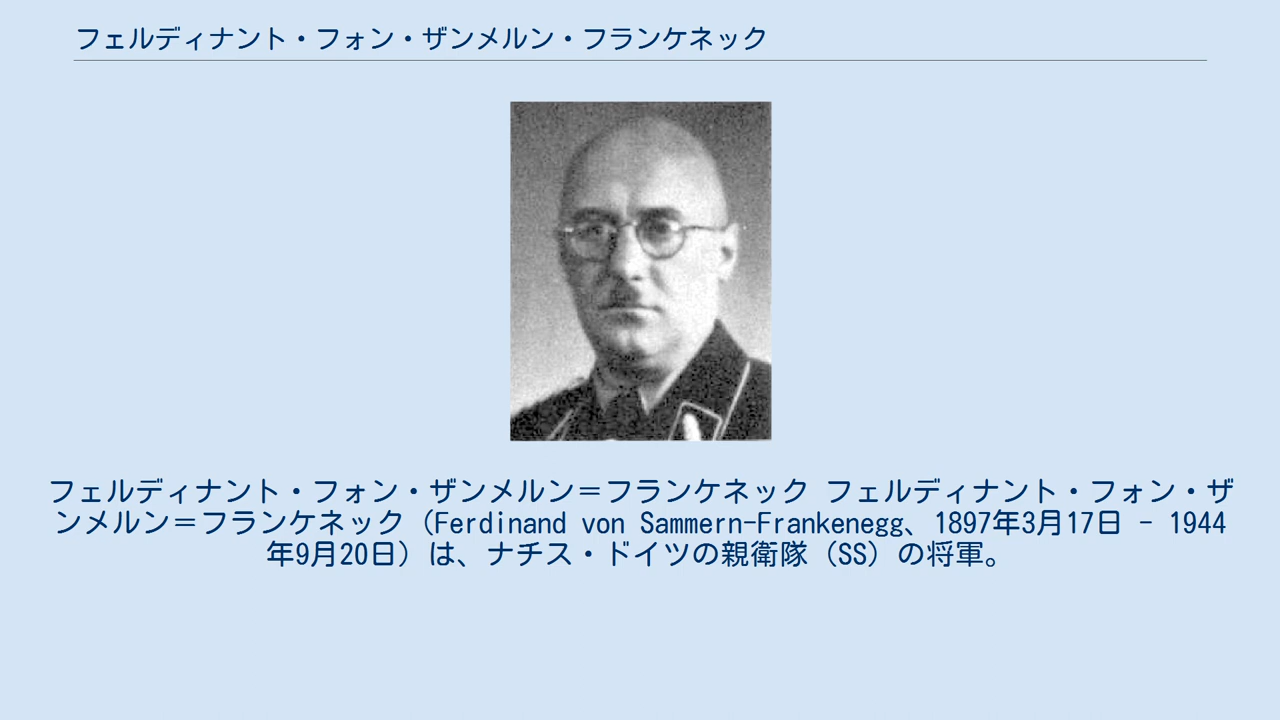 フェルディナント・フォン・ザンメルン・フランケネック
フェルディナント・フォン・ザンメルン＝フランケネック フェルディナント・フォン・ザ
ンメルン＝フランケネック（Ferdinand von Sammern-Frankenegg、1897年3月17日 - 1944
年9月20日）は、ナチス・ドイツの親衛隊（SS）の将軍。